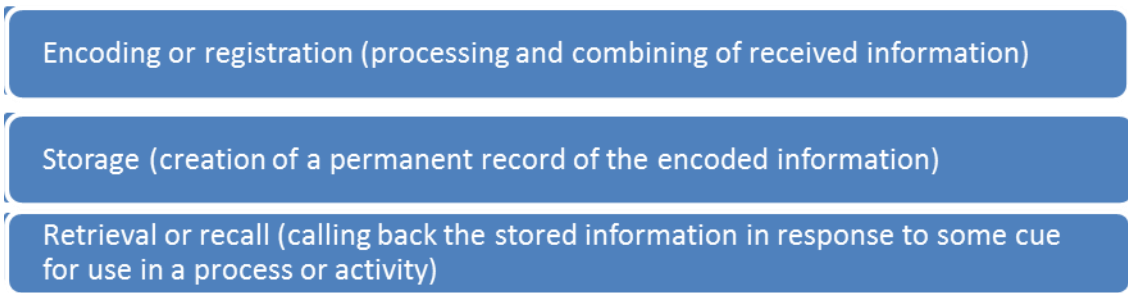 Encoding or registration (processing and combining of received information)
Storage (creation of a permanent record of the encoded information)
Retrieval or recall (calling back the stored information in response to some cue
for use in a process or activity)